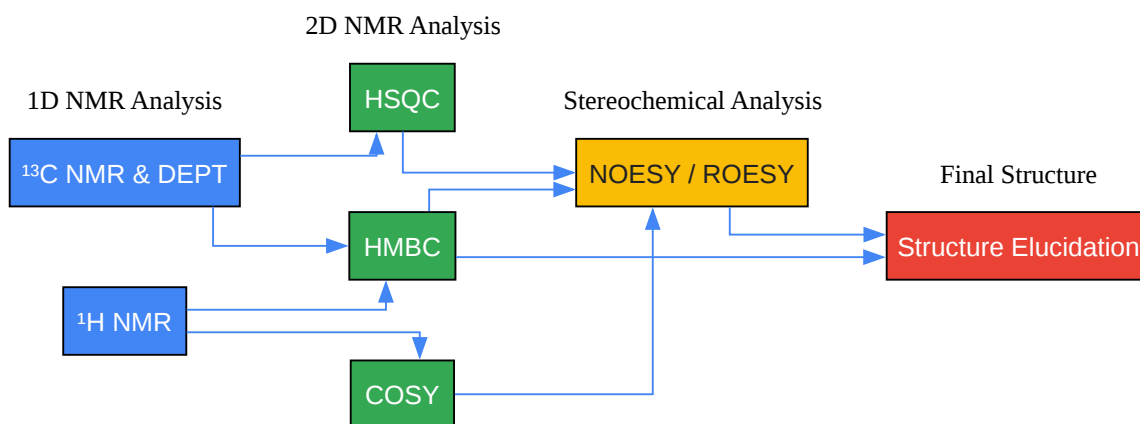 2D NMR Analysis
1D NMR Analysis
HSQC
Stereochemical Analysis
¹³C NMR & DEPT
NOESY / ROESY
Final Structure
HMBC
Structure Elucidation
¹H NMR
COSY